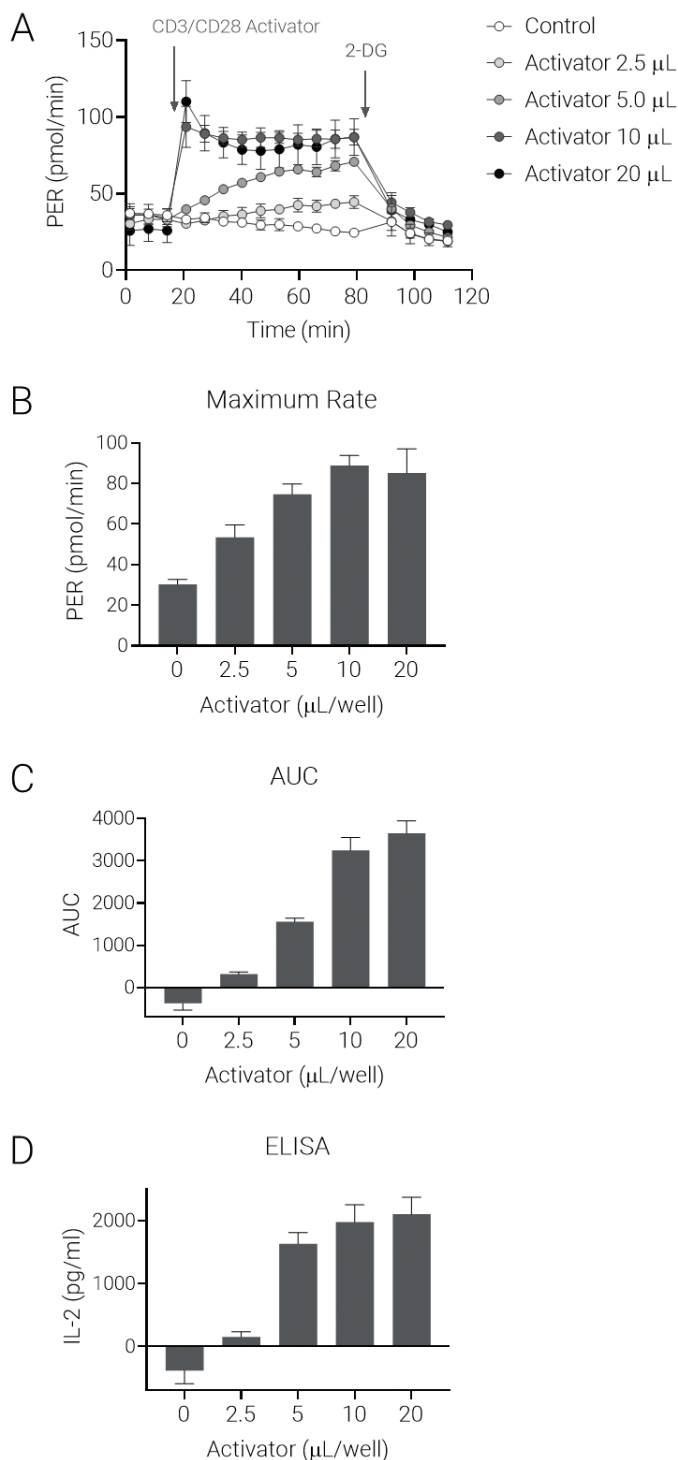 A
CD3/CD28 Activator
2-DG
Control
Activator 2.5 μL
Activator 5.0 μL
Activator 10 μL
Activator 20 μL
150
100
50
0
PER (pmol/min)
0 20 40 60 80 100 120
Time (min)
B
Maximum Rate
100
80
60
40
20
0
PER (pmol/min)
0 2.5 5 10 20
Activator (μL/well)
C
AUC
4000
3000
2000
1000
0
AUC
0 2.5 5 10 20
Activator (μL/well)
D
ELISA
2000
1000
0
IL-2 (pg/ml)
0 2.5 5 10 20
Activator (μL/well)